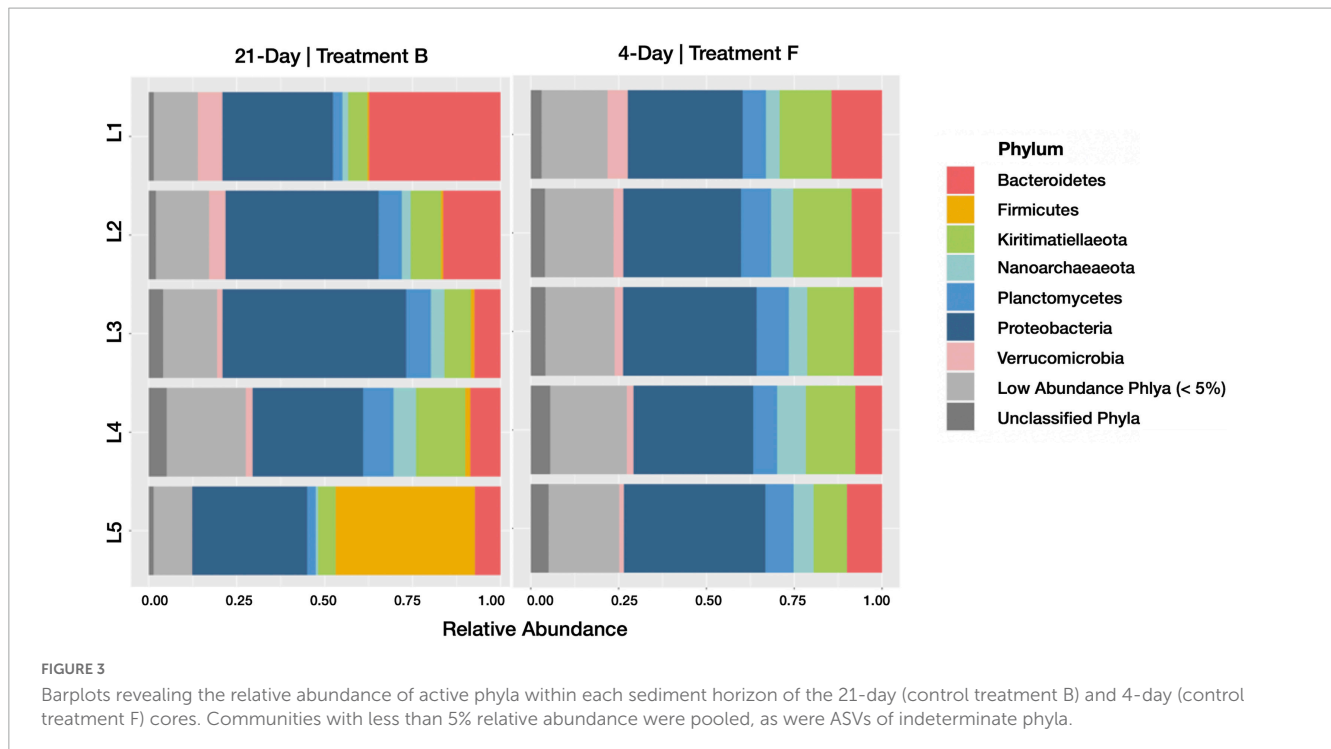 21-Day | Treatment B
4-Day | Treatment F
L1
L2
L3
L4
L5
0.00 0.25 0.50 0.75 1.00
0.00 0.25 0.50 0.75 1.00
Relative Abundance
Phylum
Bacteroidetes
Firmicutes
Kiritimatiellaeota
Nanoarchaeaeota
Planctomycetes
Proteobacteria
Verrucomicrobia
Low Abundance Phlya (< 5%)
Unclassified Phyla
FIGURE 3
Barplots revealing the relative abundance of active phyla within each sediment horizon of the 21-day (control treatment B) and 4-day (control
treatment F) cores. Communities with less than 5% relative abundance were pooled, as were ASVs of indeterminate phyla.